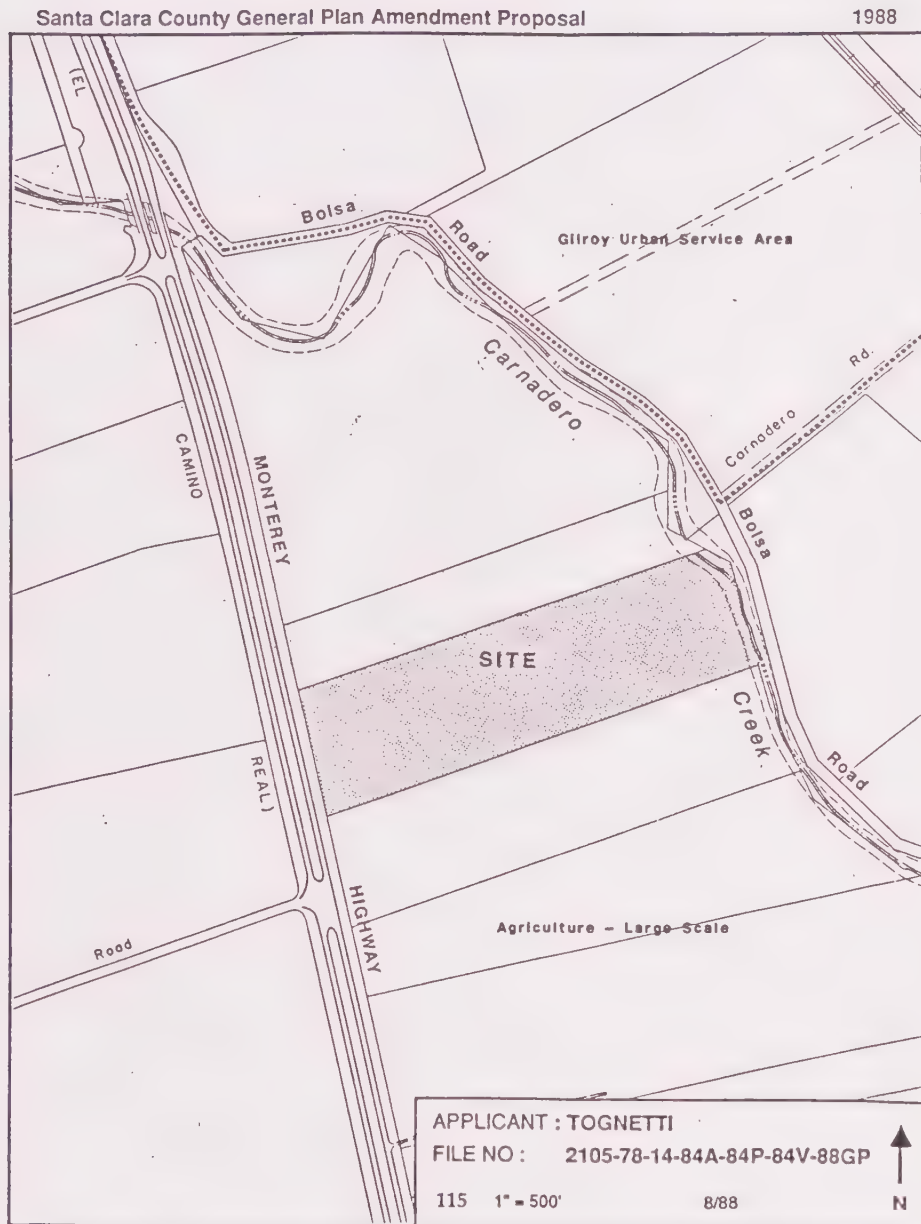 Santa Clara County General Plan Amendment Proposal 1988
(EL
Bolsa
Road
Gilroy Urban Service Area
Carnadero
Cornadero
Rd.
CAMINO
MONTEREY
Bolsa
SITE
Creek
REAL)
Road
HIGHWAY
Agriculture - Large Scale
Road
APPLICANT : TOGNETTI
FILE NO : 2105-78-14-84A-84P-84V-88GP
115 1" = 500' 8/88 N